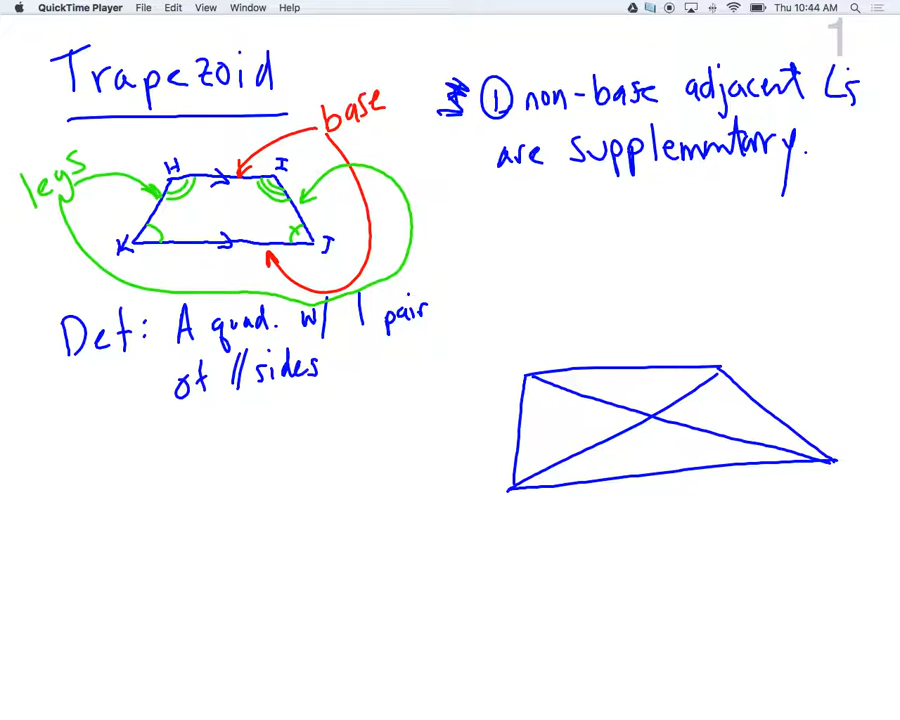 QuickTime Player File Edit View Window Help Thu 10:44 AM
1
Trapezoid
base
legs
H I
K J
x
Def: A quad. w/ 1 pair
of // sides
① non-base adjacent ∠'s
are supplemntary.